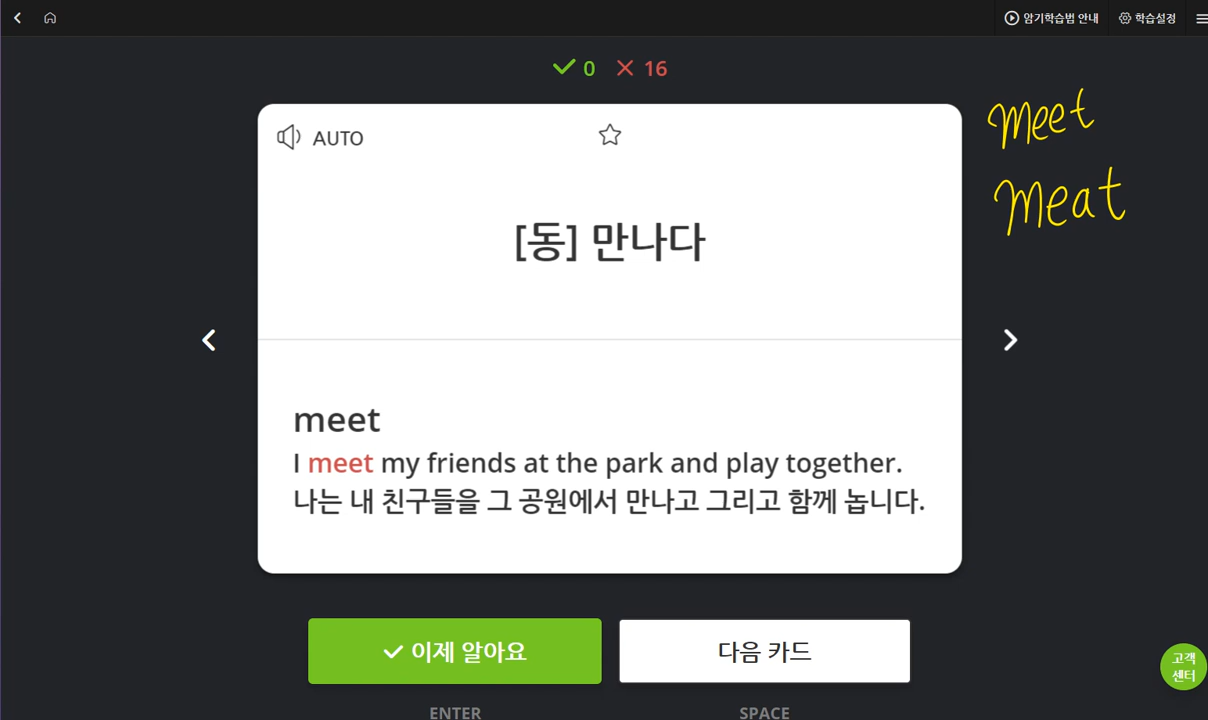 암기학습법 안내 학습설정
0 16
AUTO
meet
meat
[동] 만나다
meet
I meet my friends at the park and play together.
나는 내 친구들을 그 공원에서 만나고 그리고 함께 놉니다.
이제 알아요 다음 카드
고객
센터
ENTER SPACE